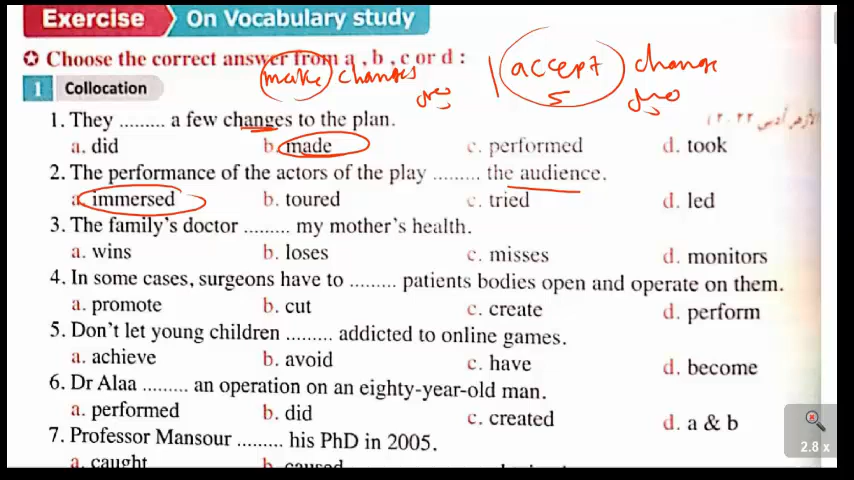 Exercise On Vocabulary study
✪ Choose the correct answer from a , b , c or d :
make changes
accept change
1 Collocation
1. They ......... a few changes to the plan.
a. did b. made c. performed d. took
2. The performance of the actors of the play ......... the audience.
a. immersed b. toured c. tried d. led
3. The family's doctor ......... my mother's health.
a. wins b. loses c. misses d. monitors
4. In some cases, surgeons have to ......... patients bodies open and operate on them.
a. promote b. cut c. create d. perform
5. Don't let young children ......... addicted to online games.
a. achieve b. avoid c. have d. become
6. Dr Alaa ......... an operation on an eighty-year-old man.
a. performed b. did c. created d. a & b
7. Professor Mansour ......... his PhD in 2005.
a. caught b. caused
2.8 x